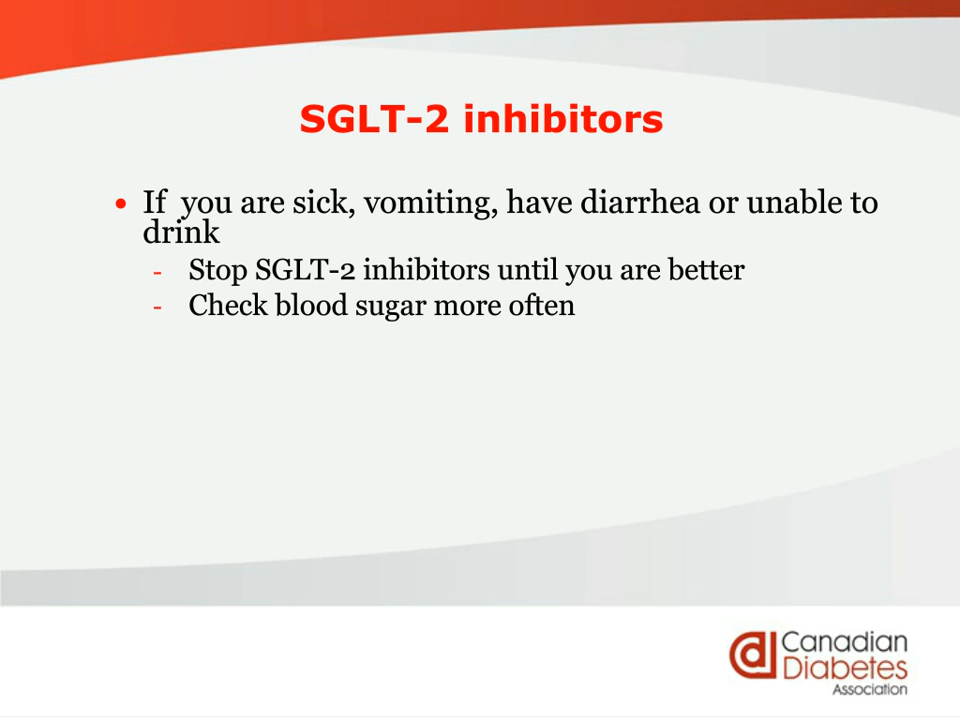 SGLT-2 inhibitors
• If you are sick, vomiting, have diarrhea or unable to
drink
- Stop SGLT-2 inhibitors until you are better
- Check blood sugar more often
Canadian
Diabetes
Association